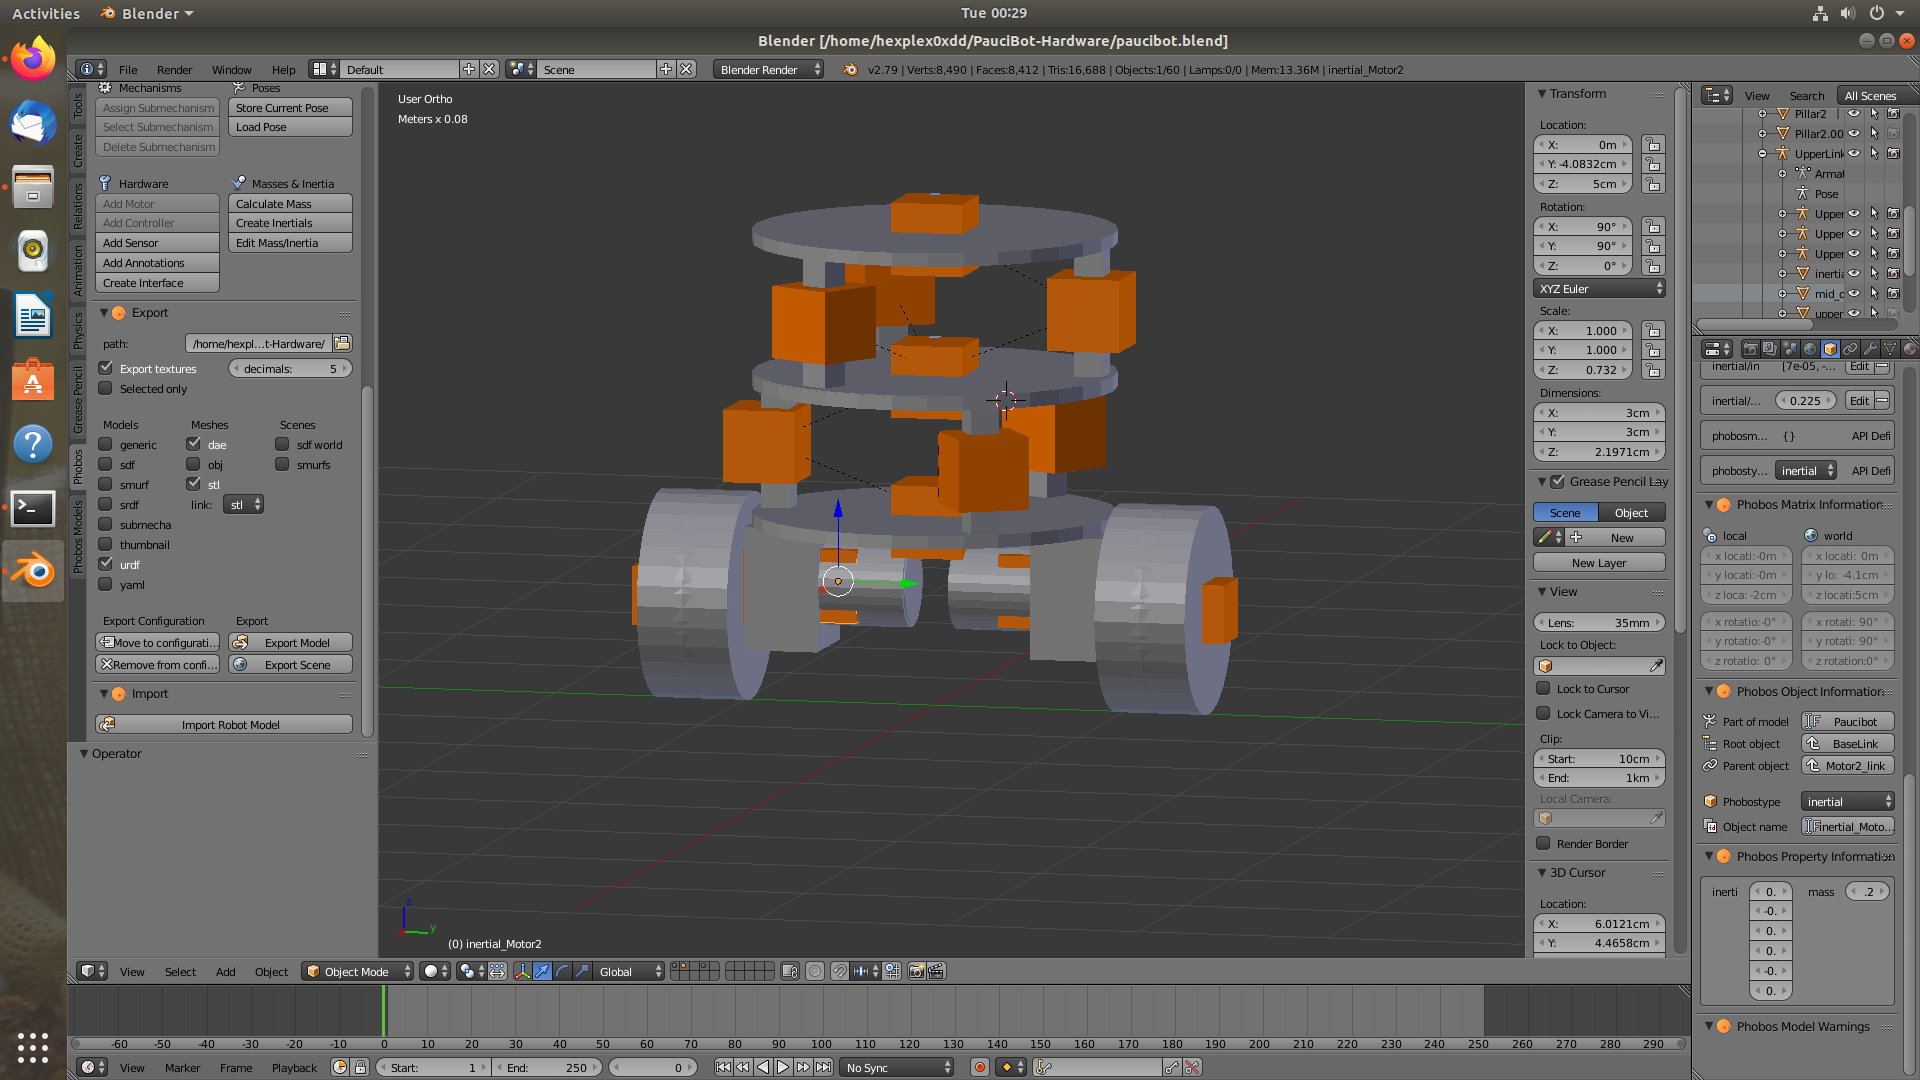 Activities
Blender
Tue 00:29
Blender [/home/hexplex0xdd/PauciBot-Hardware/paucibot.blend]
File Render Window Help
Default
Scene
Blender Render
v2.79 | Verts:8,490 | Faces:8,412 | Tris:16,688 | Objects:1/60 | Lamps:0/0 | Mem:13.36M | inertial_Motor2
Tools
Create
Relations
Animation
Physics
Grease Pencil
Phobos
Phobos Models
Mechanisms
Assign Submechanism
Select Submechanism
Delete Submechanism
Poses
Store Current Pose
Load Pose
Hardware
Add Motor
Add Controller
Add Sensor
Add Annotations
Create Interface
Masses & Inertia
Calculate Mass
Create Inertials
Edit Mass/Inertia
Export
path: /home/hexpl...t-Hardware/
Export textures
decimals: 5
Selected only
Models Meshes Scenes
generic dae sdf world
sdf obj smurfs
smurf stl
srdf link: stl
submecha
thumbnail
urdf
yaml
Export Configuration Export
Move to configurati... Export Model
Remove from confi... Export Scene
Import
Import Robot Model
Operator
User Ortho
Meters x 0.08
z
y
(0) inertial_Motor2
Transform
Location:
X: 0m
Y: -4.0832cm
Z: 5cm
Rotation:
X: 90°
Y: 90°
Z: 0°
XYZ Euler
Scale:
X: 1.000
Y: 1.000
Z: 0.732
Dimensions:
X: 3cm
Y: 3cm
Z: 2.1971cm
Grease Pencil Lay
Scene Object
New
New Layer
View
Lens: 35mm
Lock to Object:
Lock to Cursor
Lock Camera to Vi...
Clip:
Start: 10cm
End: 1km
Local Camera:
Render Border
3D Cursor
Location:
X: 6.0121cm
Y: 4.4658cm
View Search All Scenes
Pillar2
Pillar2.00
UpperLink
Armat
Pose
Upper
Upper
Upper
inertia
mid_c
upper
inertial/in [7e-05, -... Edit
inertial/... 0.225 Edit
phobosm... {} API Defi
phobosty... inertial API Defi
Phobos Matrix Information
local world
x locati:-0m x locati: 0m
y locati:-0m y lo: -4.1cm
z loca: -2cm z locati:5cm
x rotatio:-0° x rotati: 90°
y rotatio:-0° y rotati: 90°
z rotatio: 0° z rotation:0°
Phobos Object Information
Part of model Paucibot
Root object BaseLink
Parent object Motor2_link
Phobostype inertial
Object name inertial_Moto...
Phobos Property Information
inerti 0. mass .2
-0.
0.
0.
-0.
0.
Phobos Model Warnings
View Select Add Object
Object Mode
Global
-60 -50 -40 -30 -20 -10 0 10 20 30 40 50 60 70 80 90 100 110 120 130 140 150 160 170 180 190 200 210 220 230 240 250 260 270 280 290
View Marker Frame Playback
Start: 1
End: 250
0
No Sync